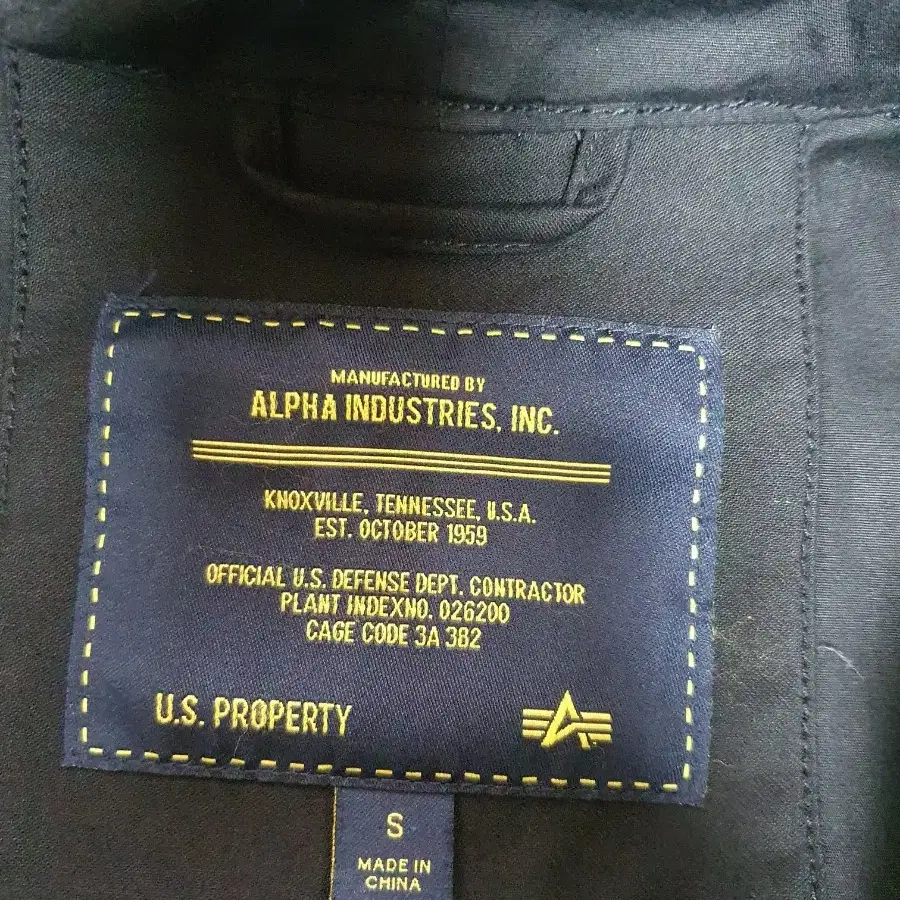 MANUFACTURED BY
ALPHA INDUSTRIES, INC.
KNOXVILLE, TENNESSEE, U.S.A.
EST. OCTOBER 1959
OFFICIAL U.S. DEFENSE DEPT. CONTRACTOR
PLANT INDEXNO. 026200
CAGE CODE 3A 382
U.S. PROPERTY
S
MADE IN
CHINA